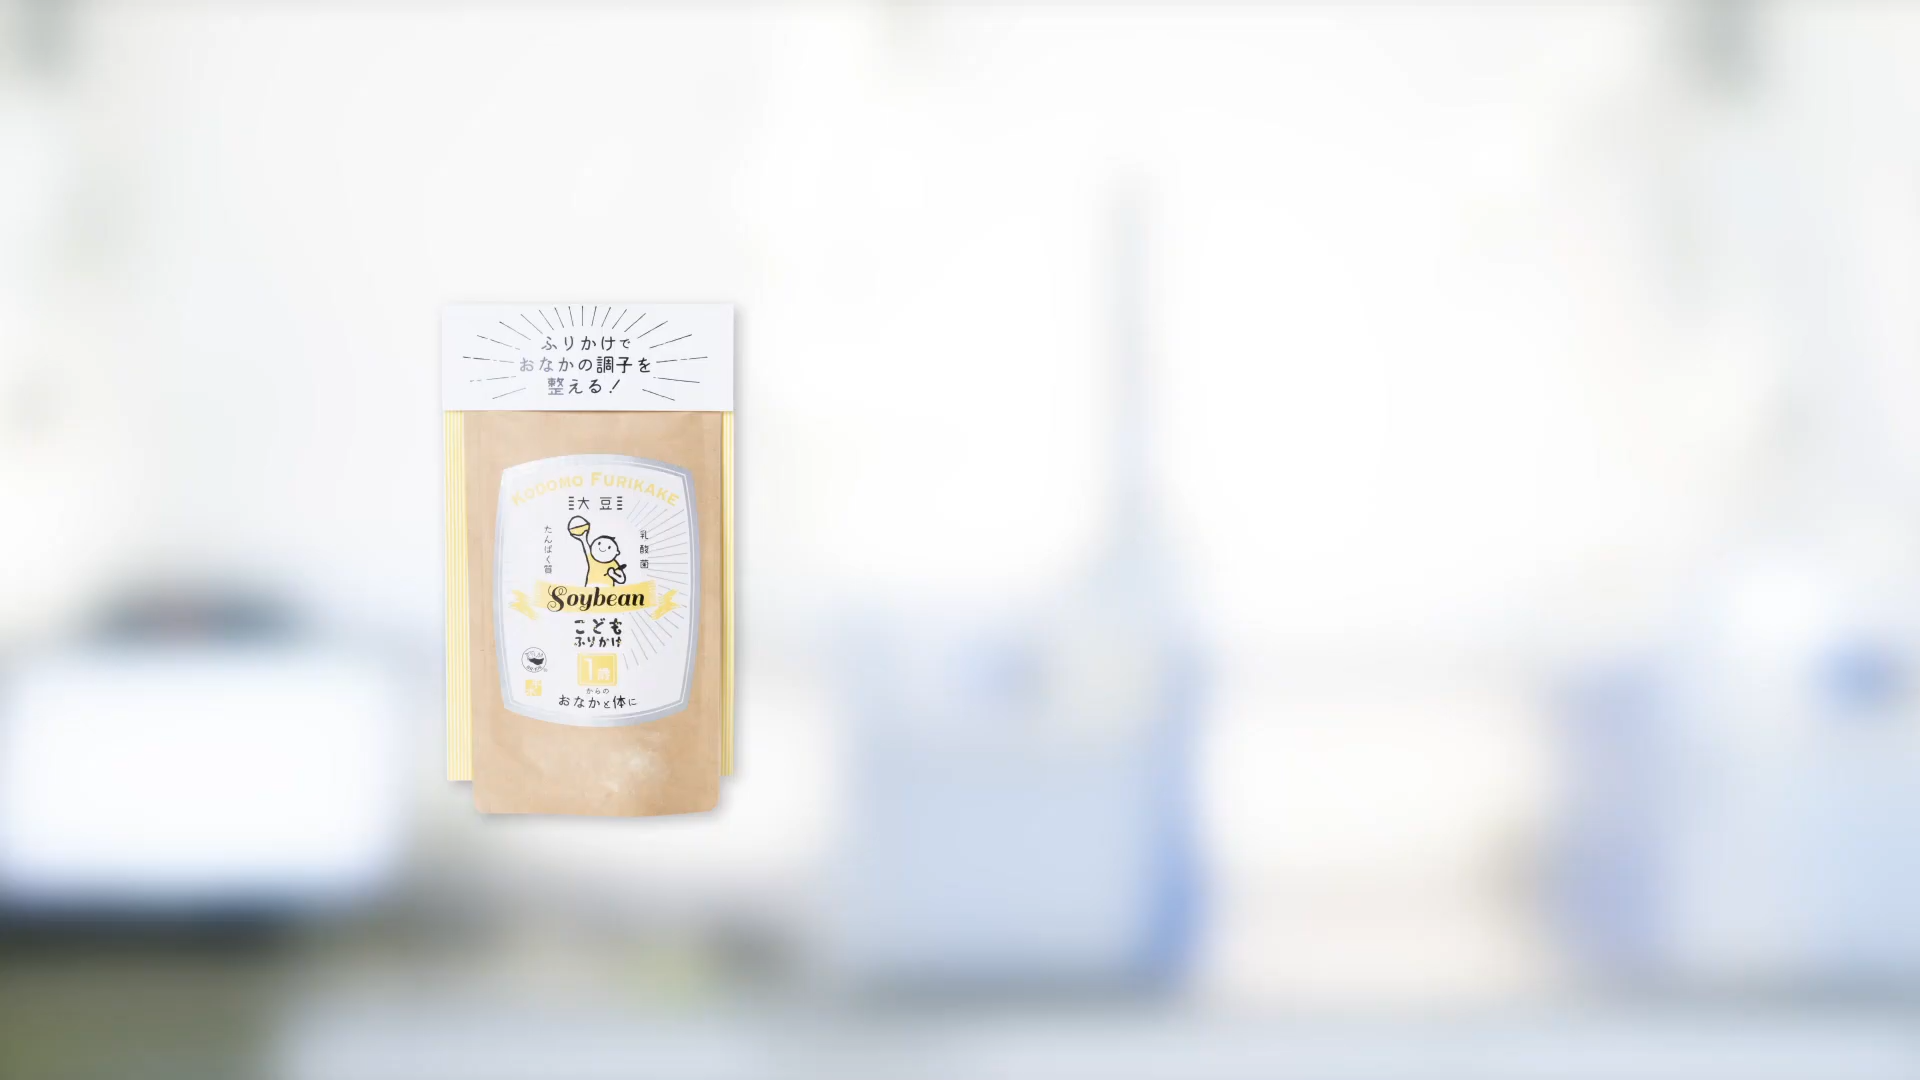 ふりかけで
おなかの調子を
整える！
KODOMO FURIKAKE
大豆
たんぱく質
乳酸菌
Soybean
こども
ふりかけ
1才
からの
おなかと体に